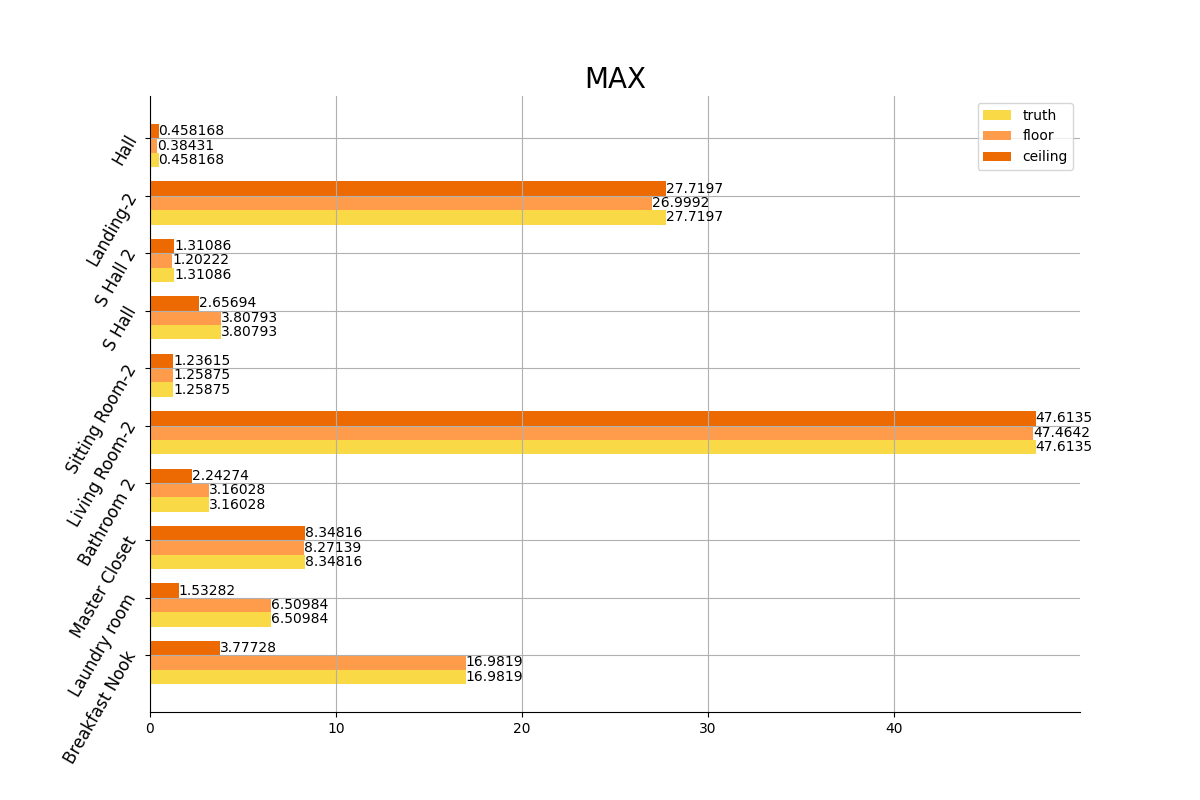 MAX
truth
floor
ceiling
Hall
0.458168
0.38431
0.458168
Landing-2
27.7197
26.9992
27.7197
S Hall 2
1.31086
1.20222
1.31086
S Hall
2.65694
3.80793
3.80793
Sitting Room-2
1.23615
1.25875
1.25875
Living Room-2
47.6135
47.4642
47.6135
Bathroom 2
2.24274
3.16028
3.16028
Master Closet
8.34816
8.27139
8.34816
Laundry room
1.53282
6.50984
6.50984
Breakfast Nook
3.77728
16.9819
16.9819
0 10 20 30 40